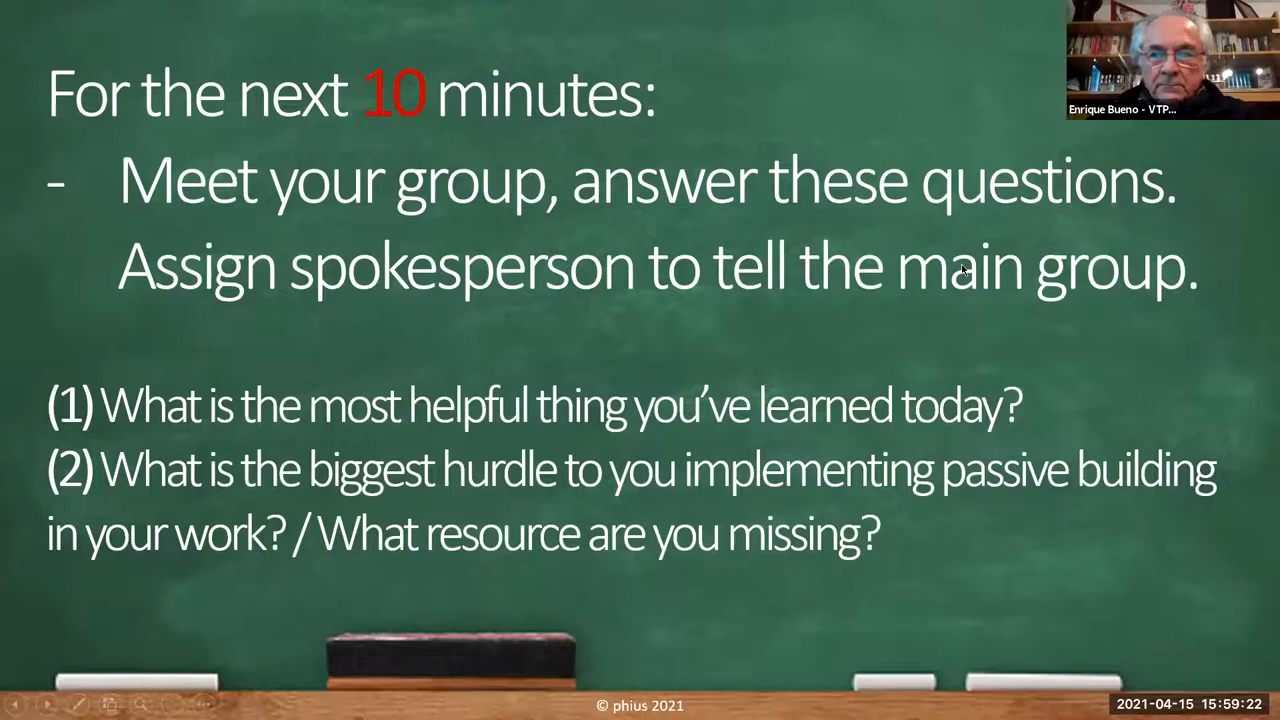 Enrique Bueno - VTP...
For the next 10 minutes:
- Meet your group, answer these questions.
Assign spokesperson to tell the main group.
(1) What is the most helpful thing you've learned today?
(2) What is the biggest hurdle to you implementing passive building
in your work? / What resource are you missing?
© phius 2021
2021-04-15 15:59:22